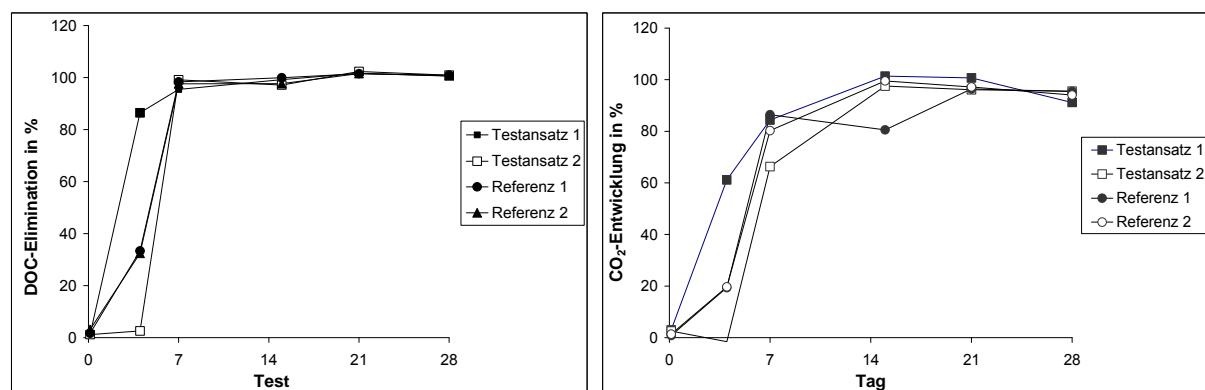 DOC-Elimination in %
120
100
80
60
40
20
0
0 7 14 21 28
Test
Testansatz 1
Testansatz 2
Referenz 1
Referenz 2
CO₂-Entwicklung in %
120
100
80
60
40
20
0
0 7 14 21 28
Tag
Testansatz 1
Testansatz 2
Referenz 1
Referenz 2